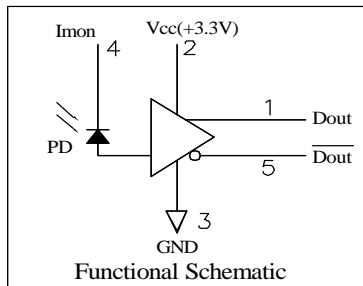 Imon
Vcc(+3.3V)
4
2
1
Dout
PD
5
Dout
3
GND
Functional Schematic